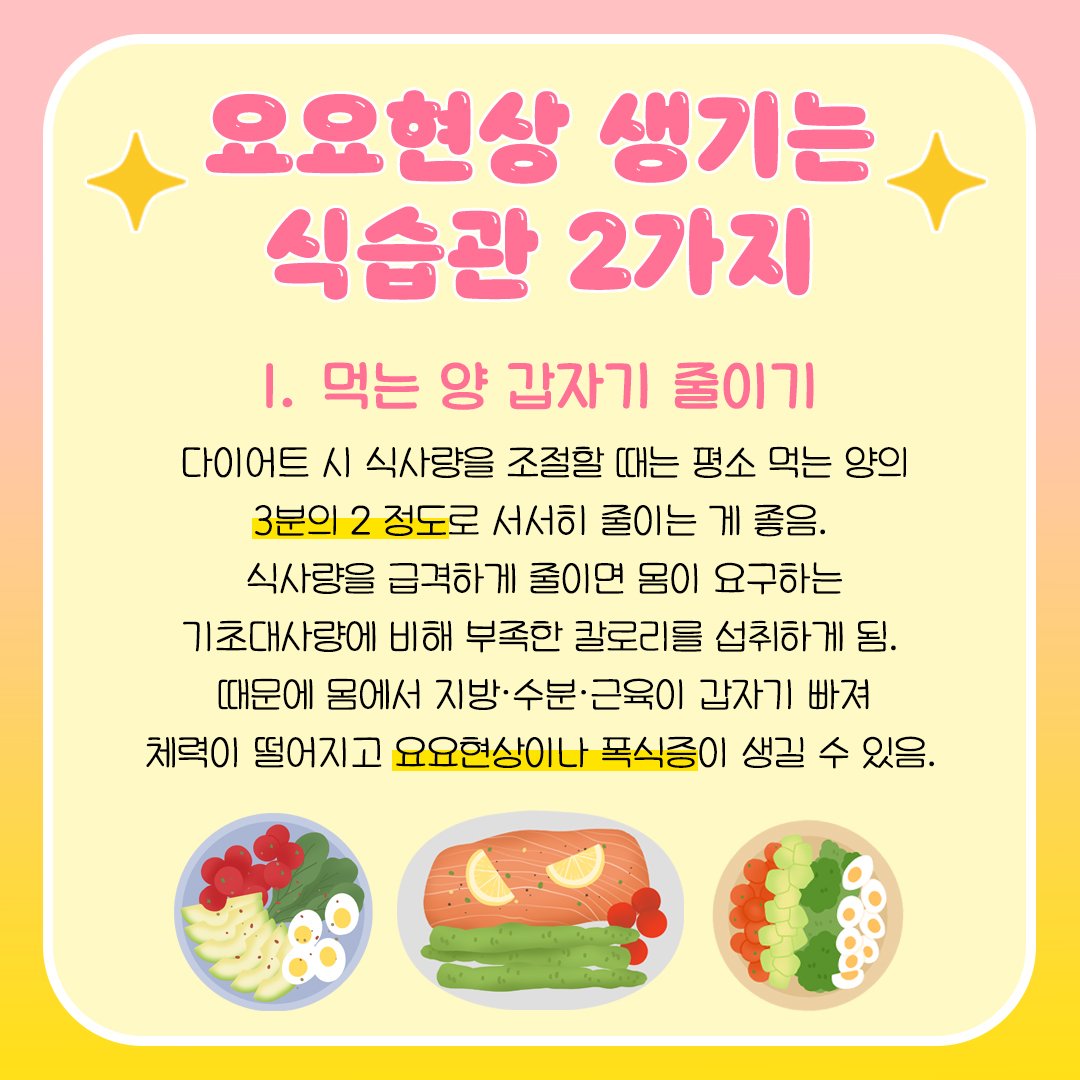 요요현상 생기는
식습관 2가지
1. 먹는 양 갑자기 줄이기
다이어트 시 식사량을 조절할 때는 평소 먹는 양의
3분의 2 정도로 서서히 줄이는 게 좋음.
식사량을 급격하게 줄이면 몸이 요구하는
기초대사량에 비해 부족한 칼로리를 섭취하게 됨.
때문에 몸에서 지방·수분·근육이 갑자기 빠져
체력이 떨어지고 요요현상이나 폭식증이 생길 수 있음.